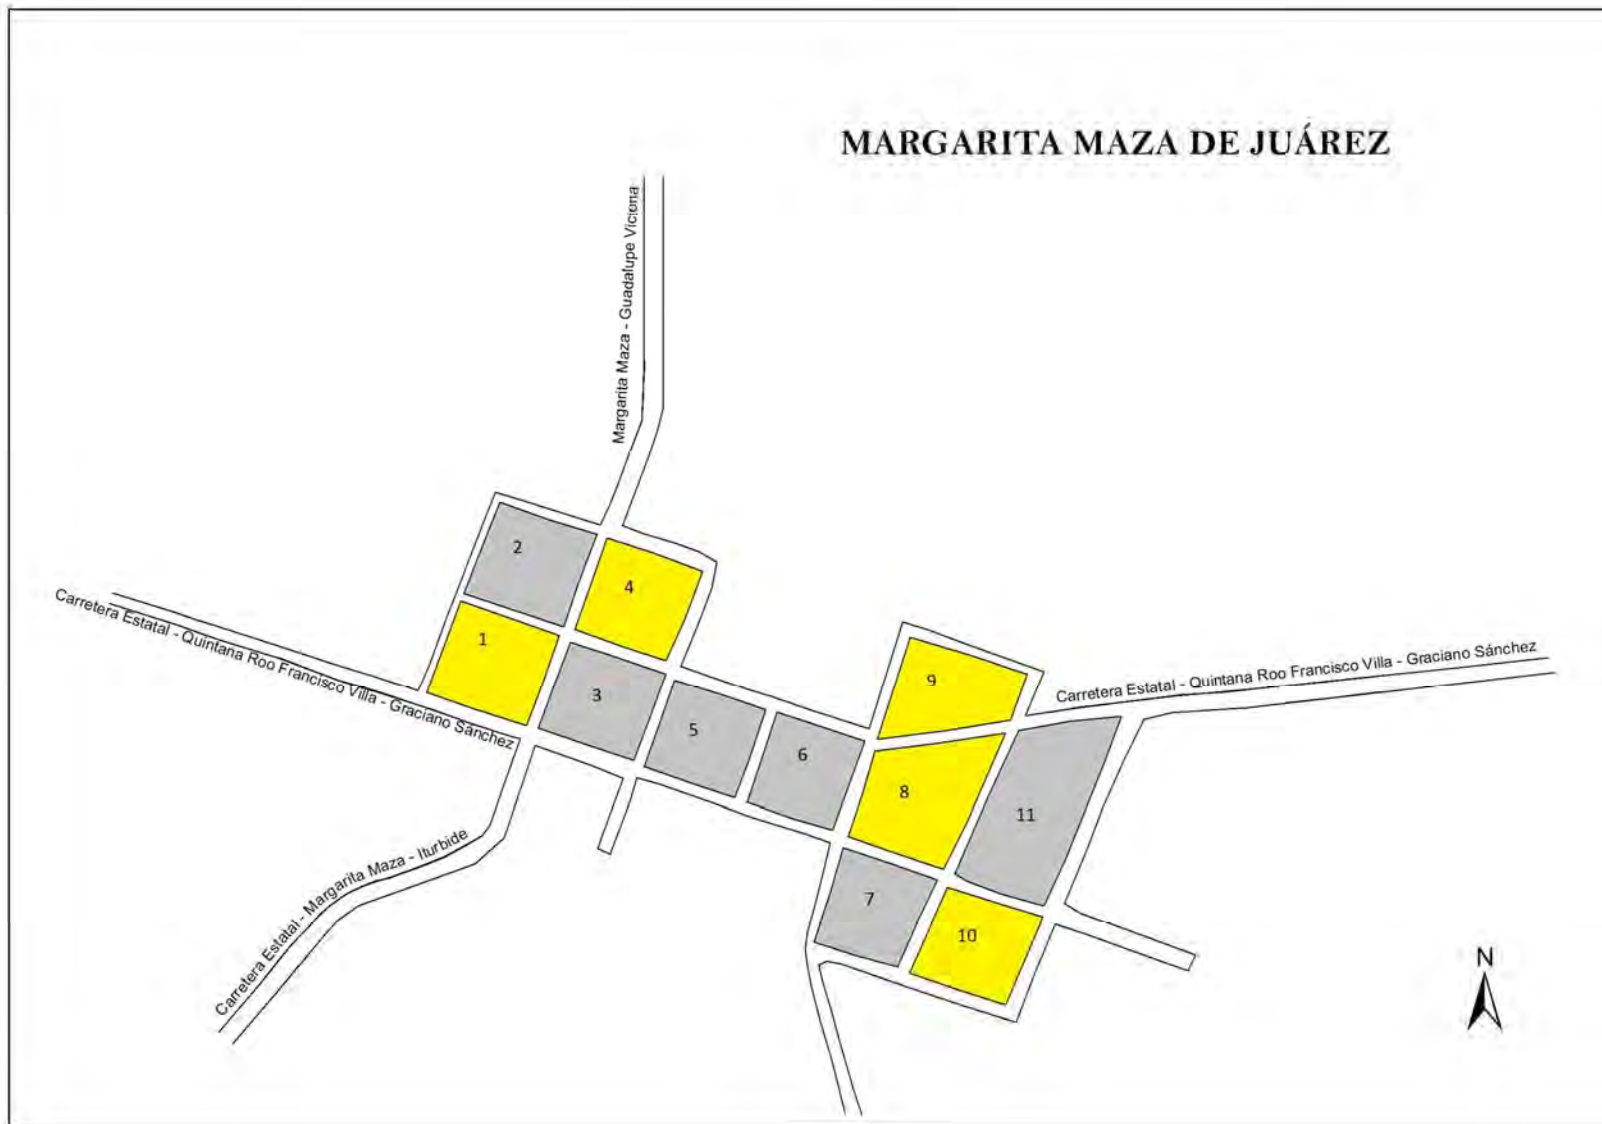 MARGARITA MAZA DE JUÁREZ
Margarita Maza - Guadalupe Viciona
2
4
Carretera Estatal - Quintana Roo Francisco Villa - Graciano Sánchez
1
3
9
Carretera Estatal - Quintana Roo Francisco Villa - Graciano Sánchez
5
6
8
11
Carretera Estatal - Margarita Maza - Iturbide
7
10
N